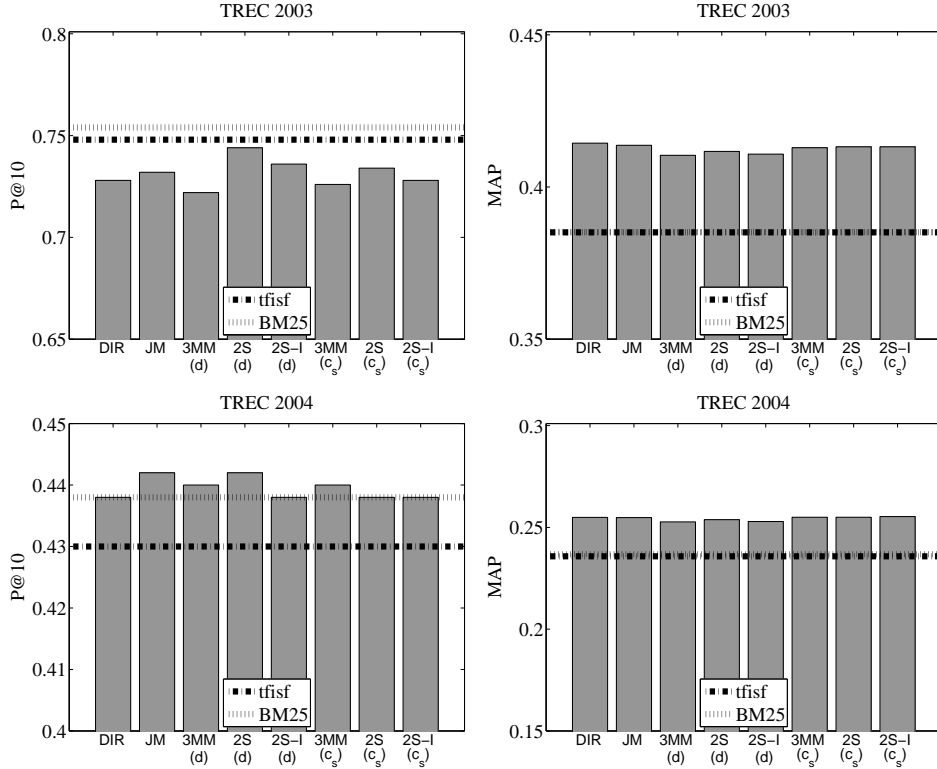 TREC 2003
0.8
0.75
0.7
0.65
P@10
tfisf
BM25
DIR JM 3MM 2S 2S−I 3MM 2S 2S−I
(d) (d) (d) (c_s) (c_s) (c_s)
TREC 2003
0.45
0.4
0.35
MAP
tfisf
BM25
DIR JM 3MM 2S 2S−I 3MM 2S 2S−I
(d) (d) (d) (c_s) (c_s) (c_s)
TREC 2004
0.45
0.44
0.43
0.42
0.41
0.4
P@10
tfisf
BM25
DIR JM 3MM 2S 2S−I 3MM 2S 2S−I
(d) (d) (d) (c_s) (c_s) (c_s)
TREC 2004
0.3
0.25
0.2
0.15
MAP
tfisf
BM25
DIR JM 3MM 2S 2S−I 3MM 2S 2S−I
(d) (d) (d) (c_s) (c_s) (c_s)